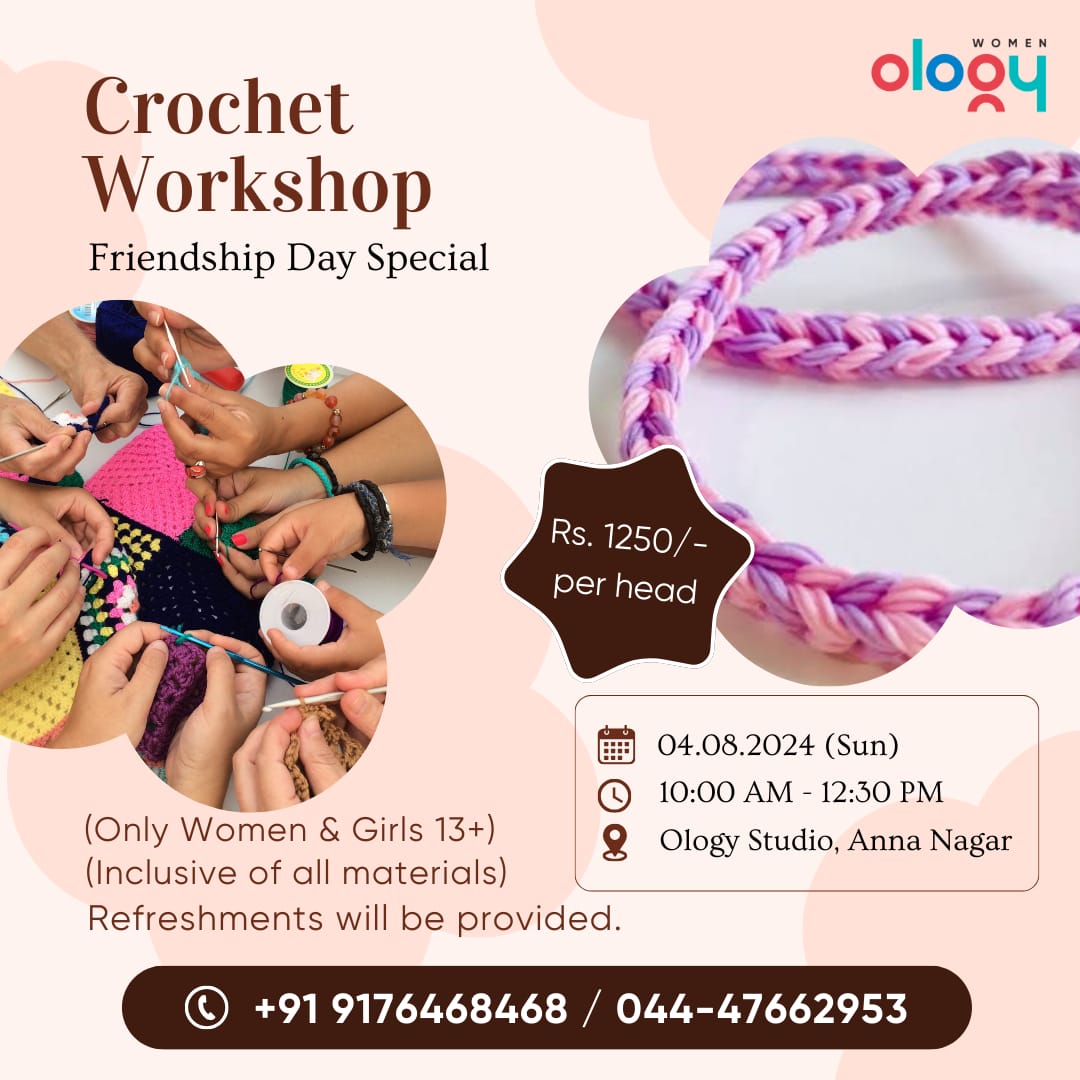 WOMEN
ology
Crochet
Workshop
Friendship Day Special
Rs. 1250/-
per head
04.08.2024 (Sun)
10:00 AM - 12:30 PM
Ology Studio, Anna Nagar
(Only Women & Girls 13+)
(Inclusive of all materials)
Refreshments will be provided.
+91 9176468468 / 044-47662953